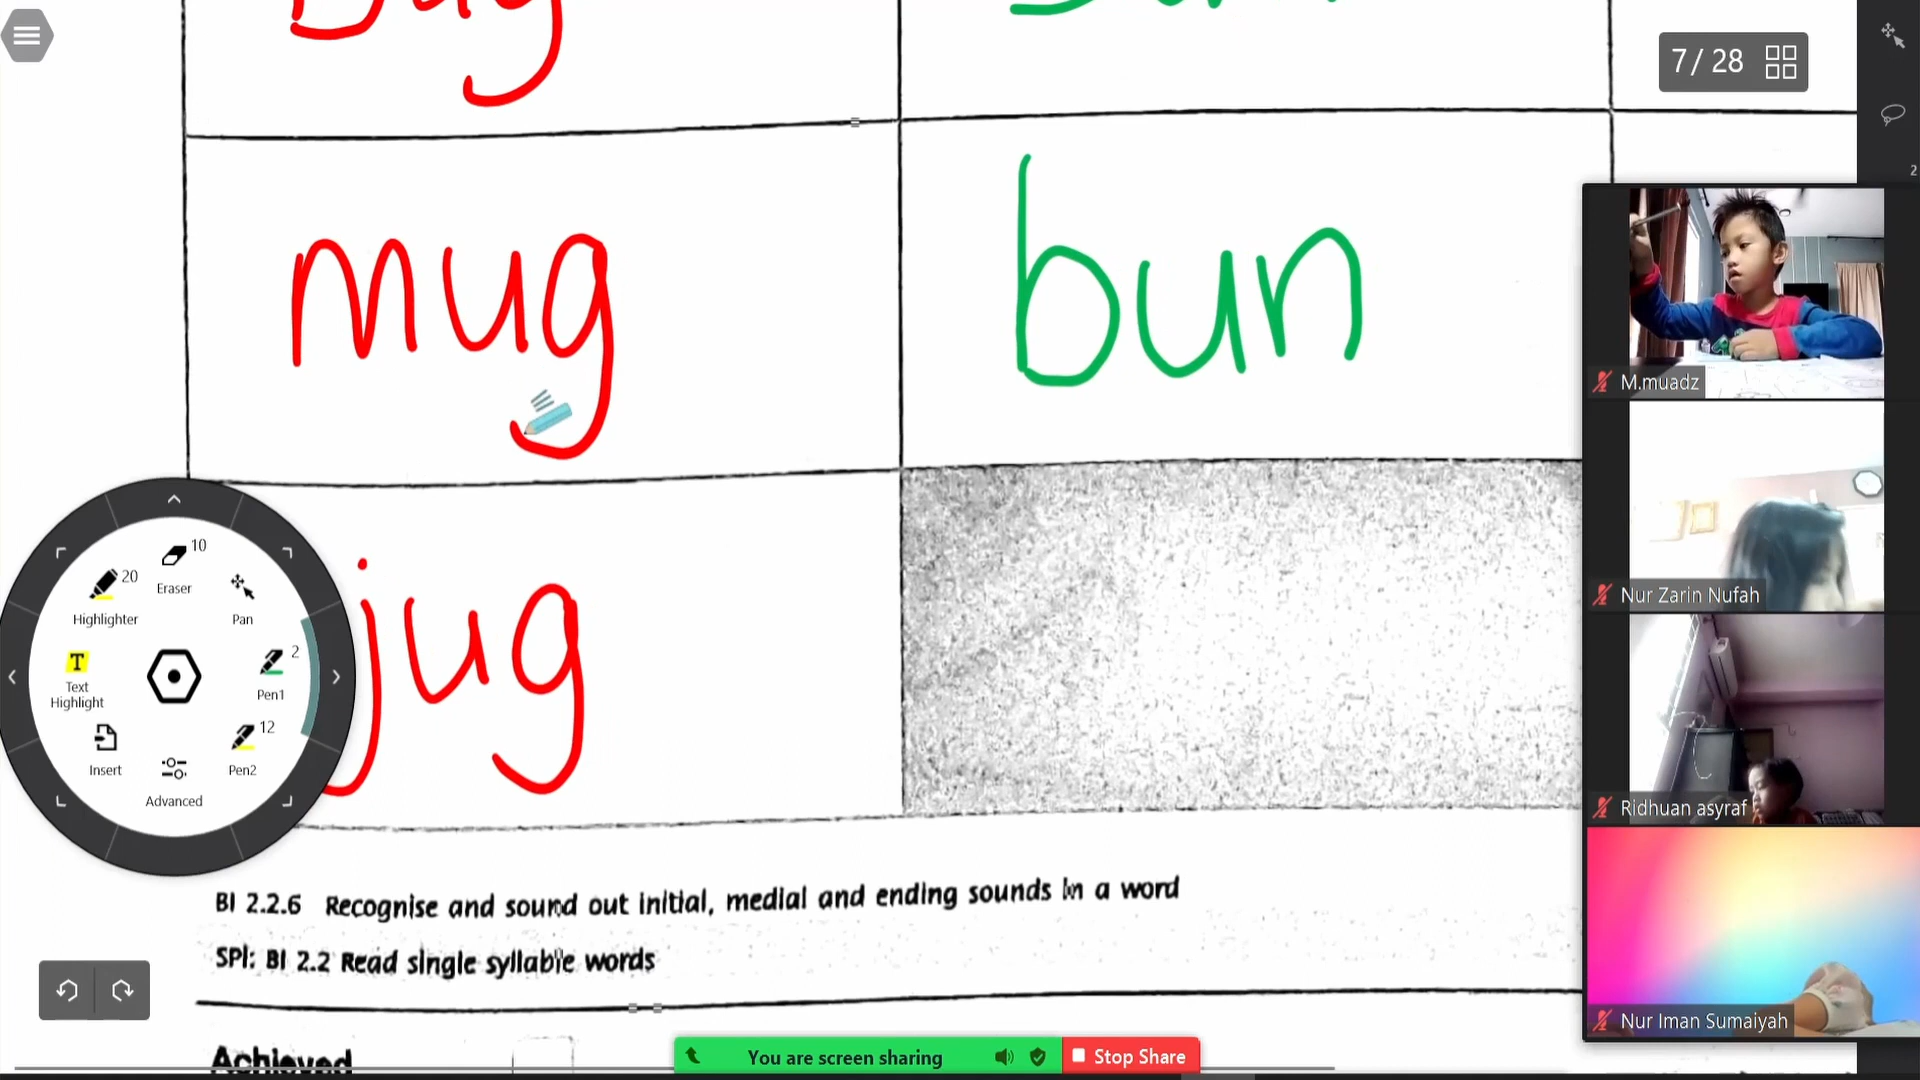 7 / 28
2
mug
bun
jug
10
Eraser
20
Highlighter
Pan
T
Text
Highlight
2
Pen1
12
Pen2
Insert
Advanced
BI 2.2.6 Recognise and sound out initial, medial and ending sounds in a word
SPI: BI 2.2 Read single syllable words
Achieved
M.muadz
Nur Zarin Nufah
Ridhuan asyraf
Nur Iman Sumaiyah
You are screen sharing
Stop Share